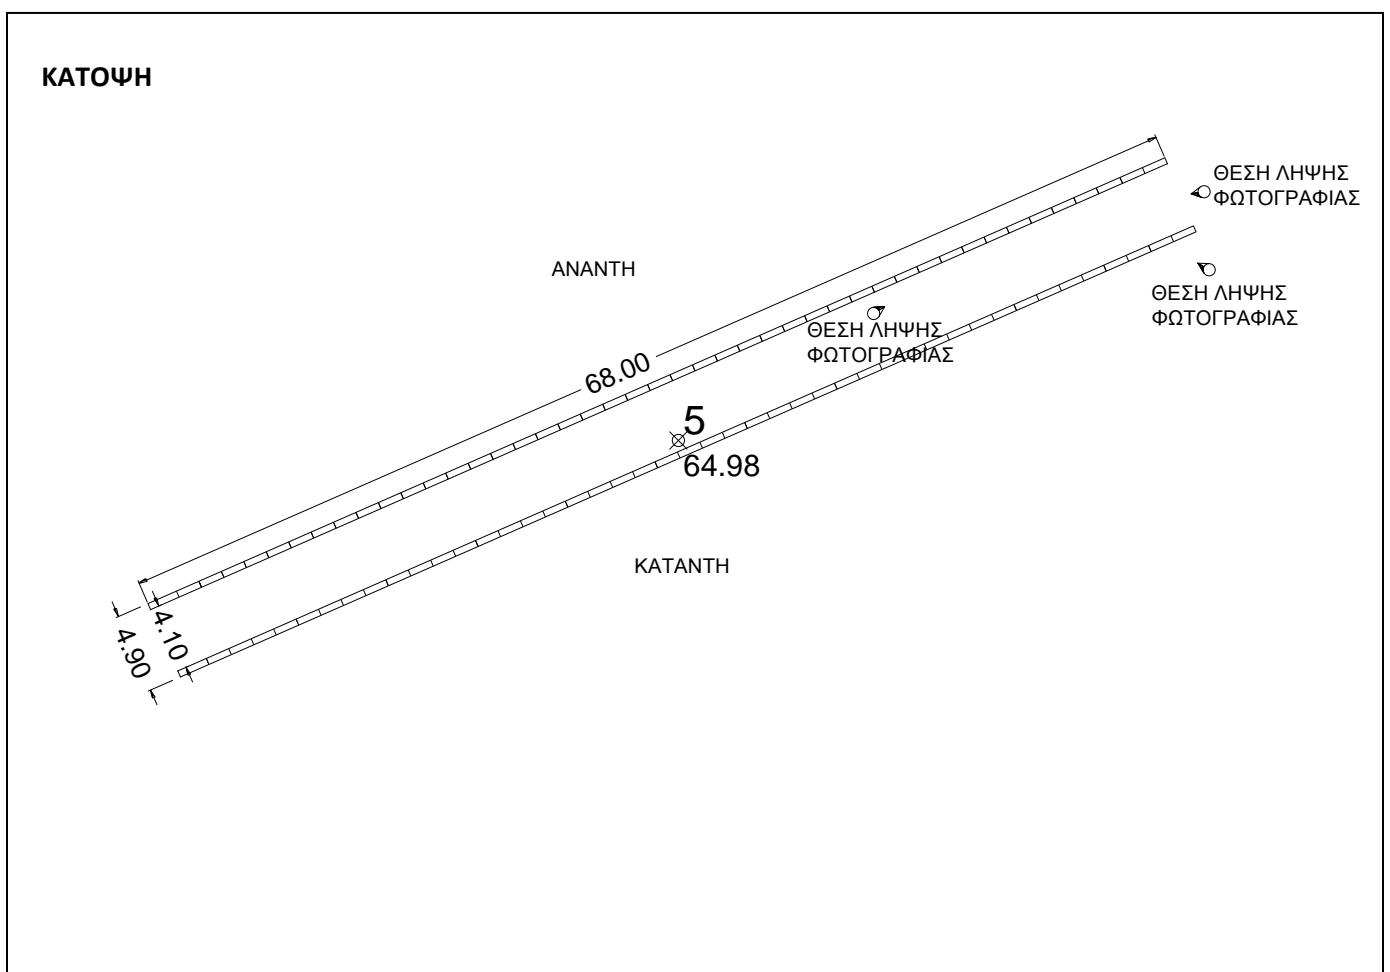 ΚΑΤΟΨΗ
ΘΕΣΗ ΛΗΨΗΣ
ΦΩΤΟΓΡΑΦΙΑΣ
ΑΝΑΝΤΗ
ΘΕΣΗ ΛΗΨΗΣ
ΦΩΤΟΓΡΑΦΙΑΣ
ΘΕΣΗ ΛΗΨΗΣ
ΦΩΤΟΓΡΑΦΙΑΣ
68.00
5
64.98
ΚΑΤΑΝΤΗ
4.10
4.90